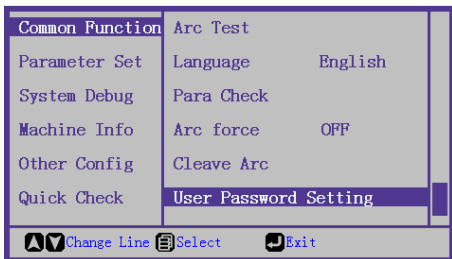 Common Function Arc Test
Parameter Set Language English
System Debug Para Check
Machine Info Arc force OFF
Other Config Cleave Arc
Quick Check User Password Setting
Change Line Select Exit